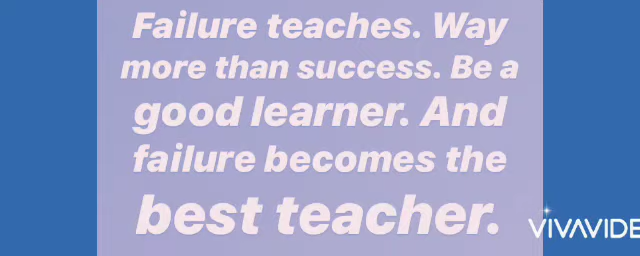 Failure teaches. Way
more than success. Be a
good learner. And
failure becomes the
best teacher.
VIVAVIDE